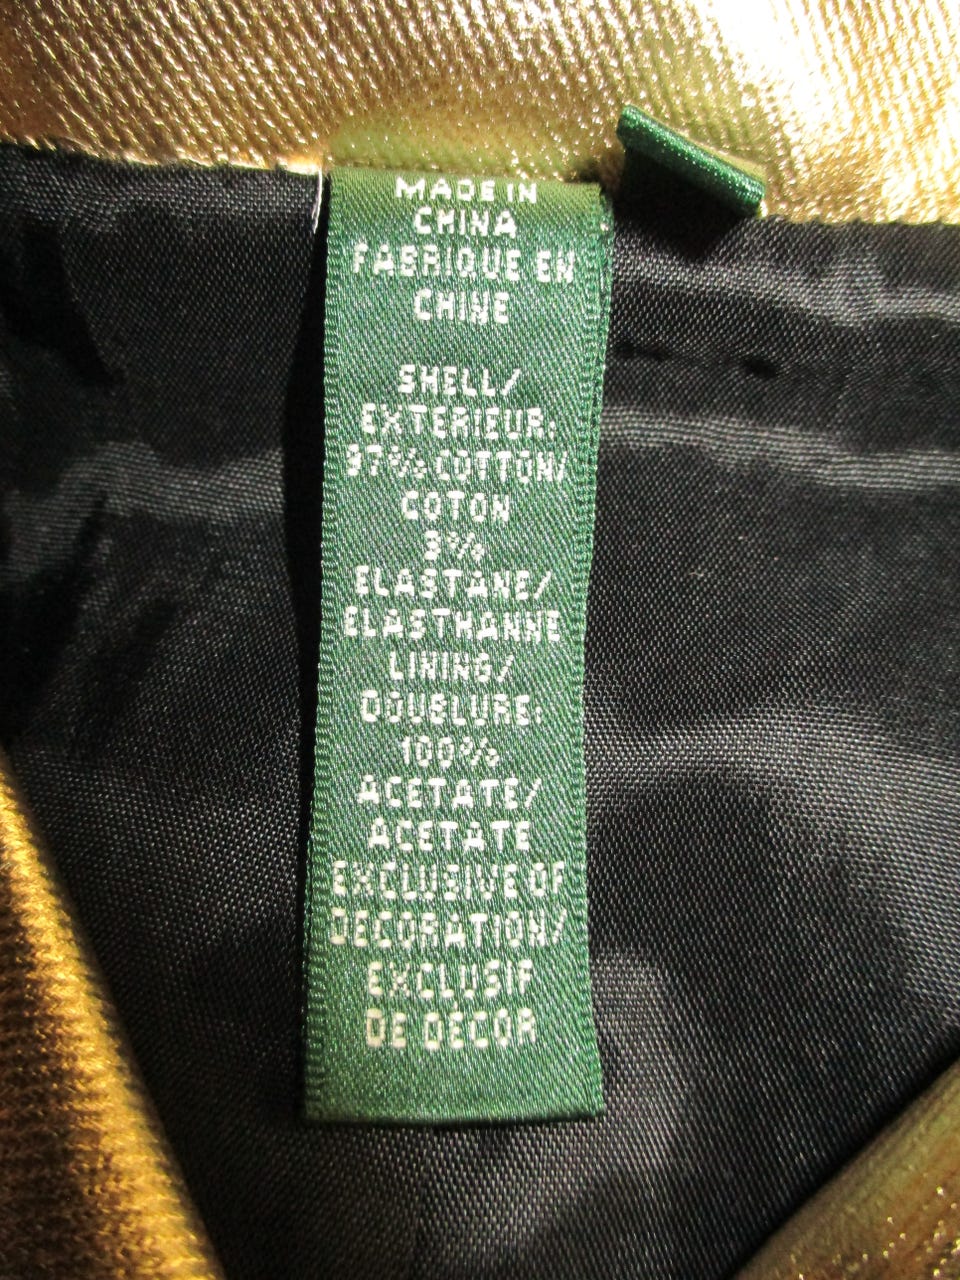 MADE IN
CHINA
FABRIQUE EN
CHINE
SHELL/
EXTERIEUR:
97% COTTON/
COTON
3%
ELASTANE/
ELASTHANNE
LINING/
DOUBLURE:
100%
ACETATE/
ACETATE
EXCLUSIVE OF
DECORATION/
EXCLUSIF
DE DÉCOR